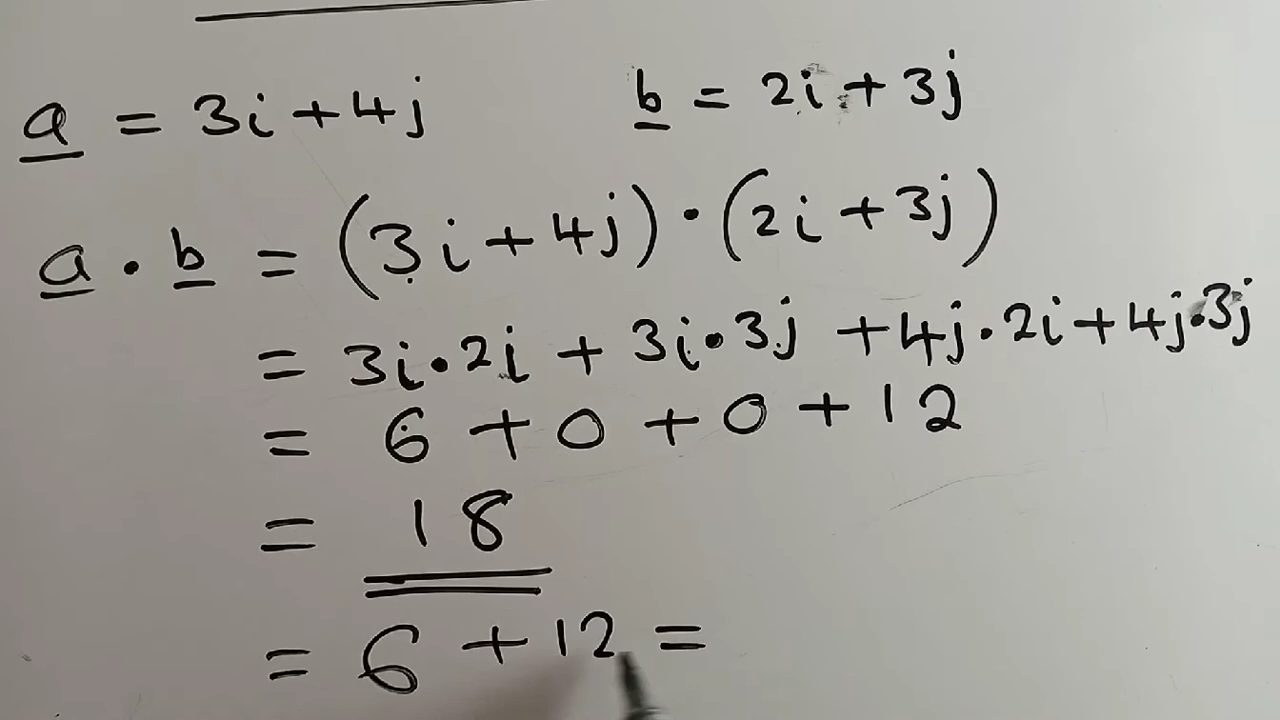 a = 3i + 4j b = 2i + 3j
a · b = (3i + 4j) · (2i + 3j)
= 3i · 2i + 3i · 3j + 4j · 2i + 4j · 3j
= 6 + 0 + 0 + 12
= 18
= 6 + 12 =